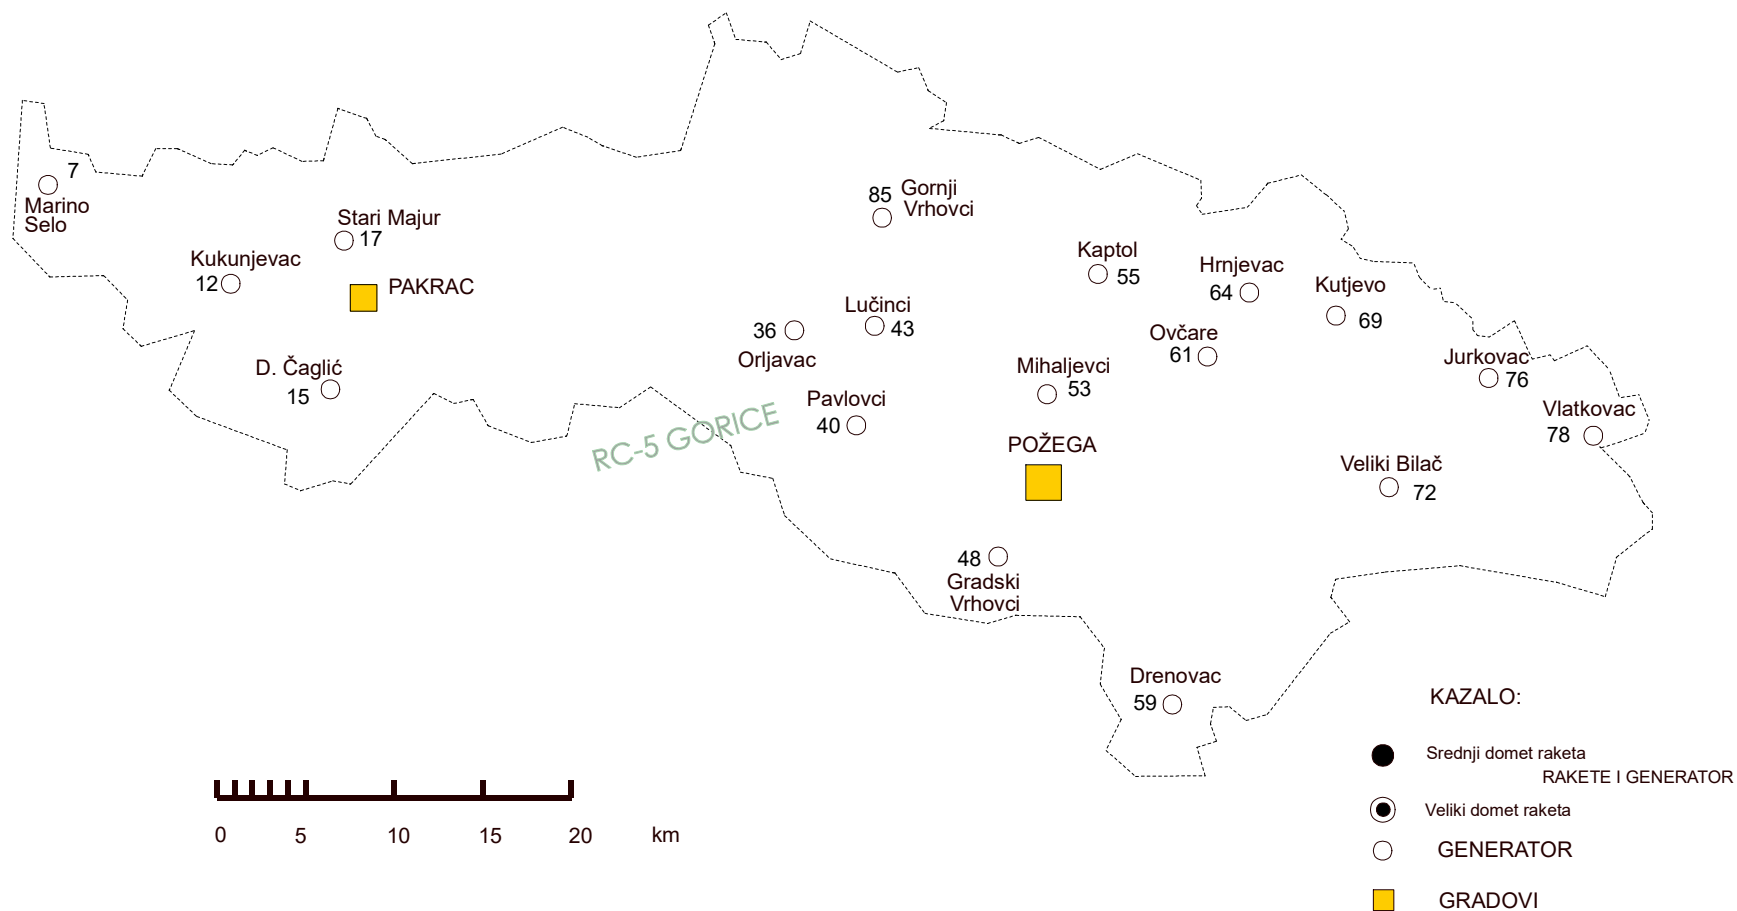 7
Marino
Selo
Stari Majur
17
Kukunjevac
12
PAKRAC
D. Čaglić
15
85
Gornji
Vrhovci
Lučinci
43
36
Orljavac
Pavlovci
40
RC-5 GORICE
Kaptol
55
Hrnjevac
64
Kutjevo
69
Ovčare
61
Mihaljevci
53
POŽEGA
Jurkovac
76
Vlatkovac
78
Veliki Bilač
72
48
Gradski
Vrhovci
Drenovac
59
0 5 10 15 20 km
KAZALO:
Srednji domet raketa
RAKETE I GENERATOR
Veliki domet raketa
GENERATOR
GRADOVI